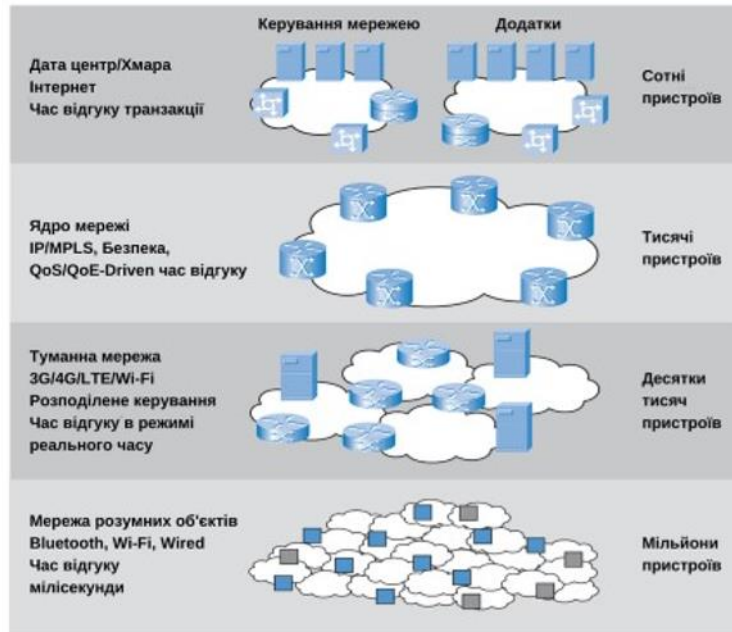 Керування мережею
Додатки
Дата центр/Хмара
Інтернет
Час відгуку транзакції
Сотні
пристроїв
Ядро мережі
IP/MPLS, Безпека,
QoS/QoE-Driven час відгуку
Тисячі
пристроїв
Туманна мережа
3G/4G/LTE/Wi-Fi
Розподілене керування
Час відгуку в режимі
реального часу
Десятки
тисяч
пристроїв
Мережа розумних об'єктів
Bluetooth, Wi-Fi, Wired
Час відгуку
мілісекунди
Мільйони
пристроїв